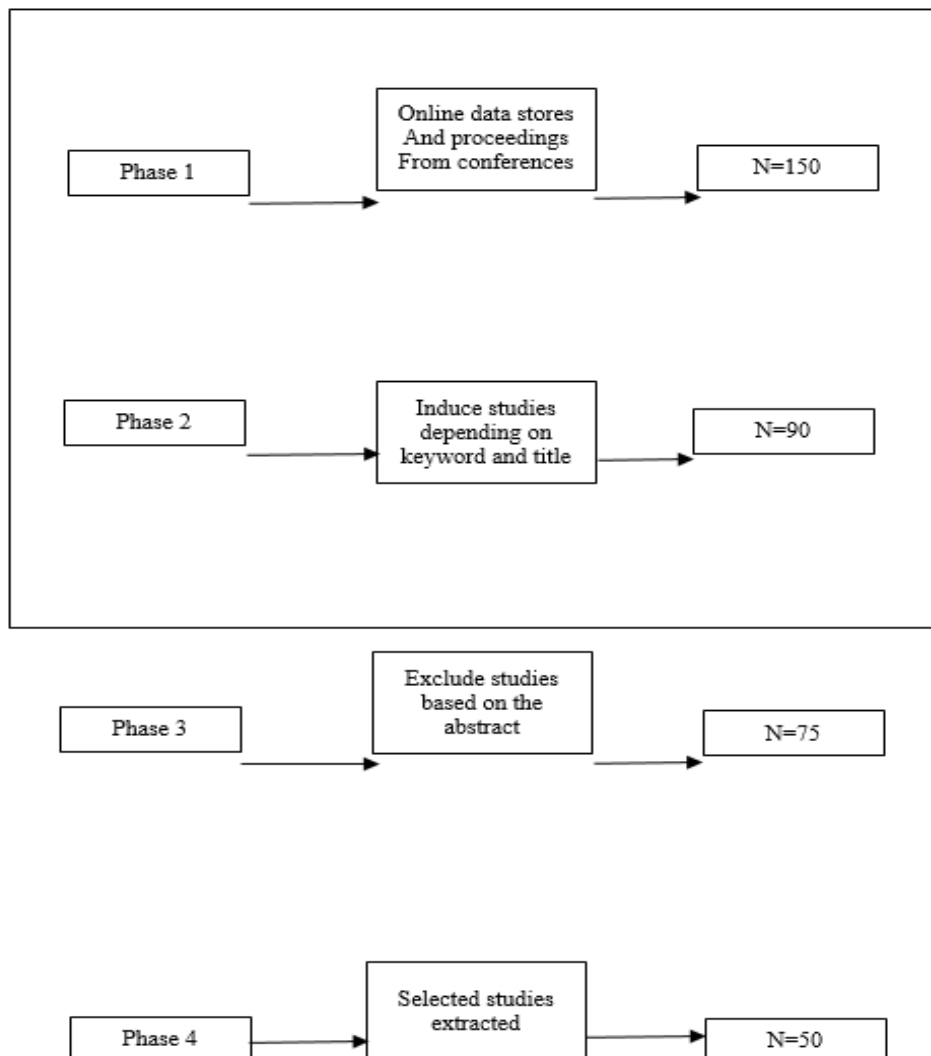 Phase 1
Online data stores
And proceedings
From conferences
N=150
Phase 2
Induce studies
depending on
keyword and title
N=90
Phase 3
Exclude studies
based on the
abstract
N=75
Phase 4
Selected studies
extracted
N=50